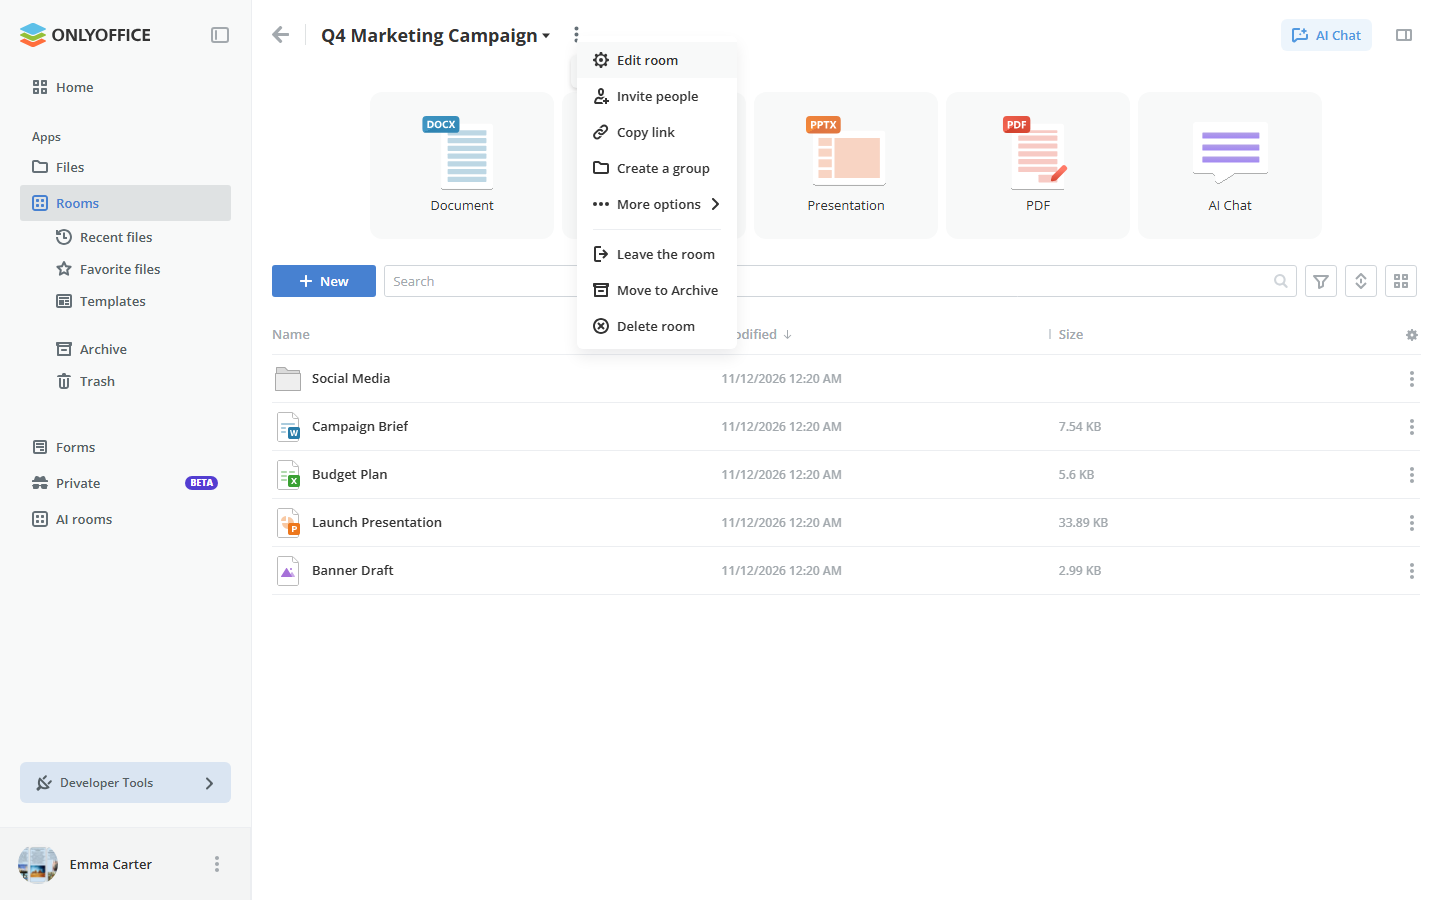 ONLYOFFICE
Home
Apps
Files
Rooms
Recent files
Favorite files
Templates
Archive
Trash
Forms
Private
BETA
AI rooms
Developer Tools
Emma Carter
Q4 Marketing Campaign
AI Chat
Edit room
Invite people
Copy link
Create a group
More options
Leave the room
Move to Archive
Delete room
DOCX
Document
PPTX
Presentation
PDF
PDF
AI Chat
New
Search
Name
odified
Size
Social Media
11/12/2026 12:20 AM
W
Campaign Brief
11/12/2026 12:20 AM
7.54 KB
X
Budget Plan
11/12/2026 12:20 AM
5.6 KB
P
Launch Presentation
11/12/2026 12:20 AM
33.89 KB
Banner Draft
11/12/2026 12:20 AM
2.99 KB